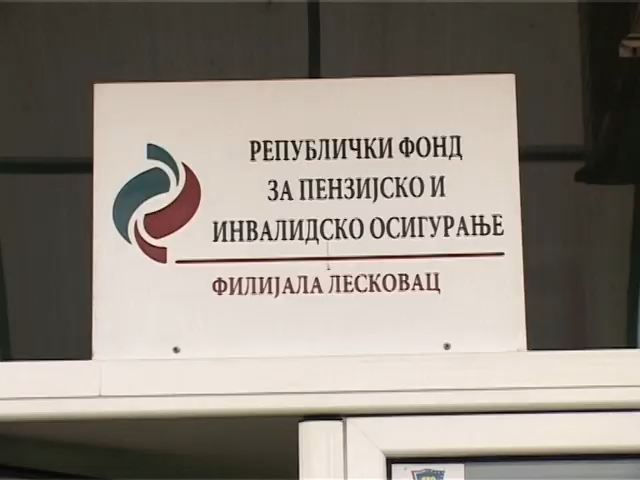 РЕПУБЛИЧКИ ФОНД
ЗА ПЕНЗИЈСКО И
ИНВАЛИДСКО ОСИГУРАЊЕ
ФИЛИЈАЛА ЛЕСКОВАЦ